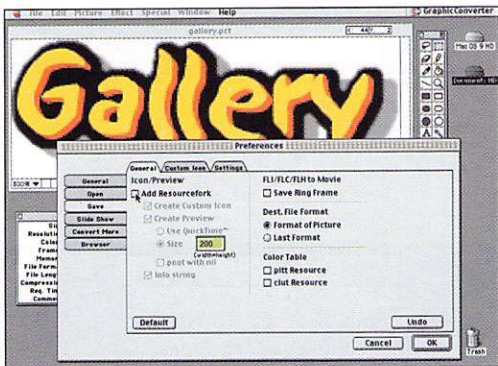 File Edit Picture Effect Special Window Help
GraphicConverter
gallery.pct
Mac OS 9 HD
Gallery
300%
Preferences
General
Open
Save
Slide Show
Convert More
Browser
General
Custom Icon
Settings
Icon/Preview
Add Resourcefork
Create Custom Icon
Create Preview
Use QuickTime™
Size 200
(width=height)
pnot with nil
Info string
FLI/FLC/FLH to Movie
Save Ring Frame
Dest. File Format
Format of Picture
Last Format
Color Table
pltt Resource
clut Resource
Default
Undo
Cancel
OK
Trash